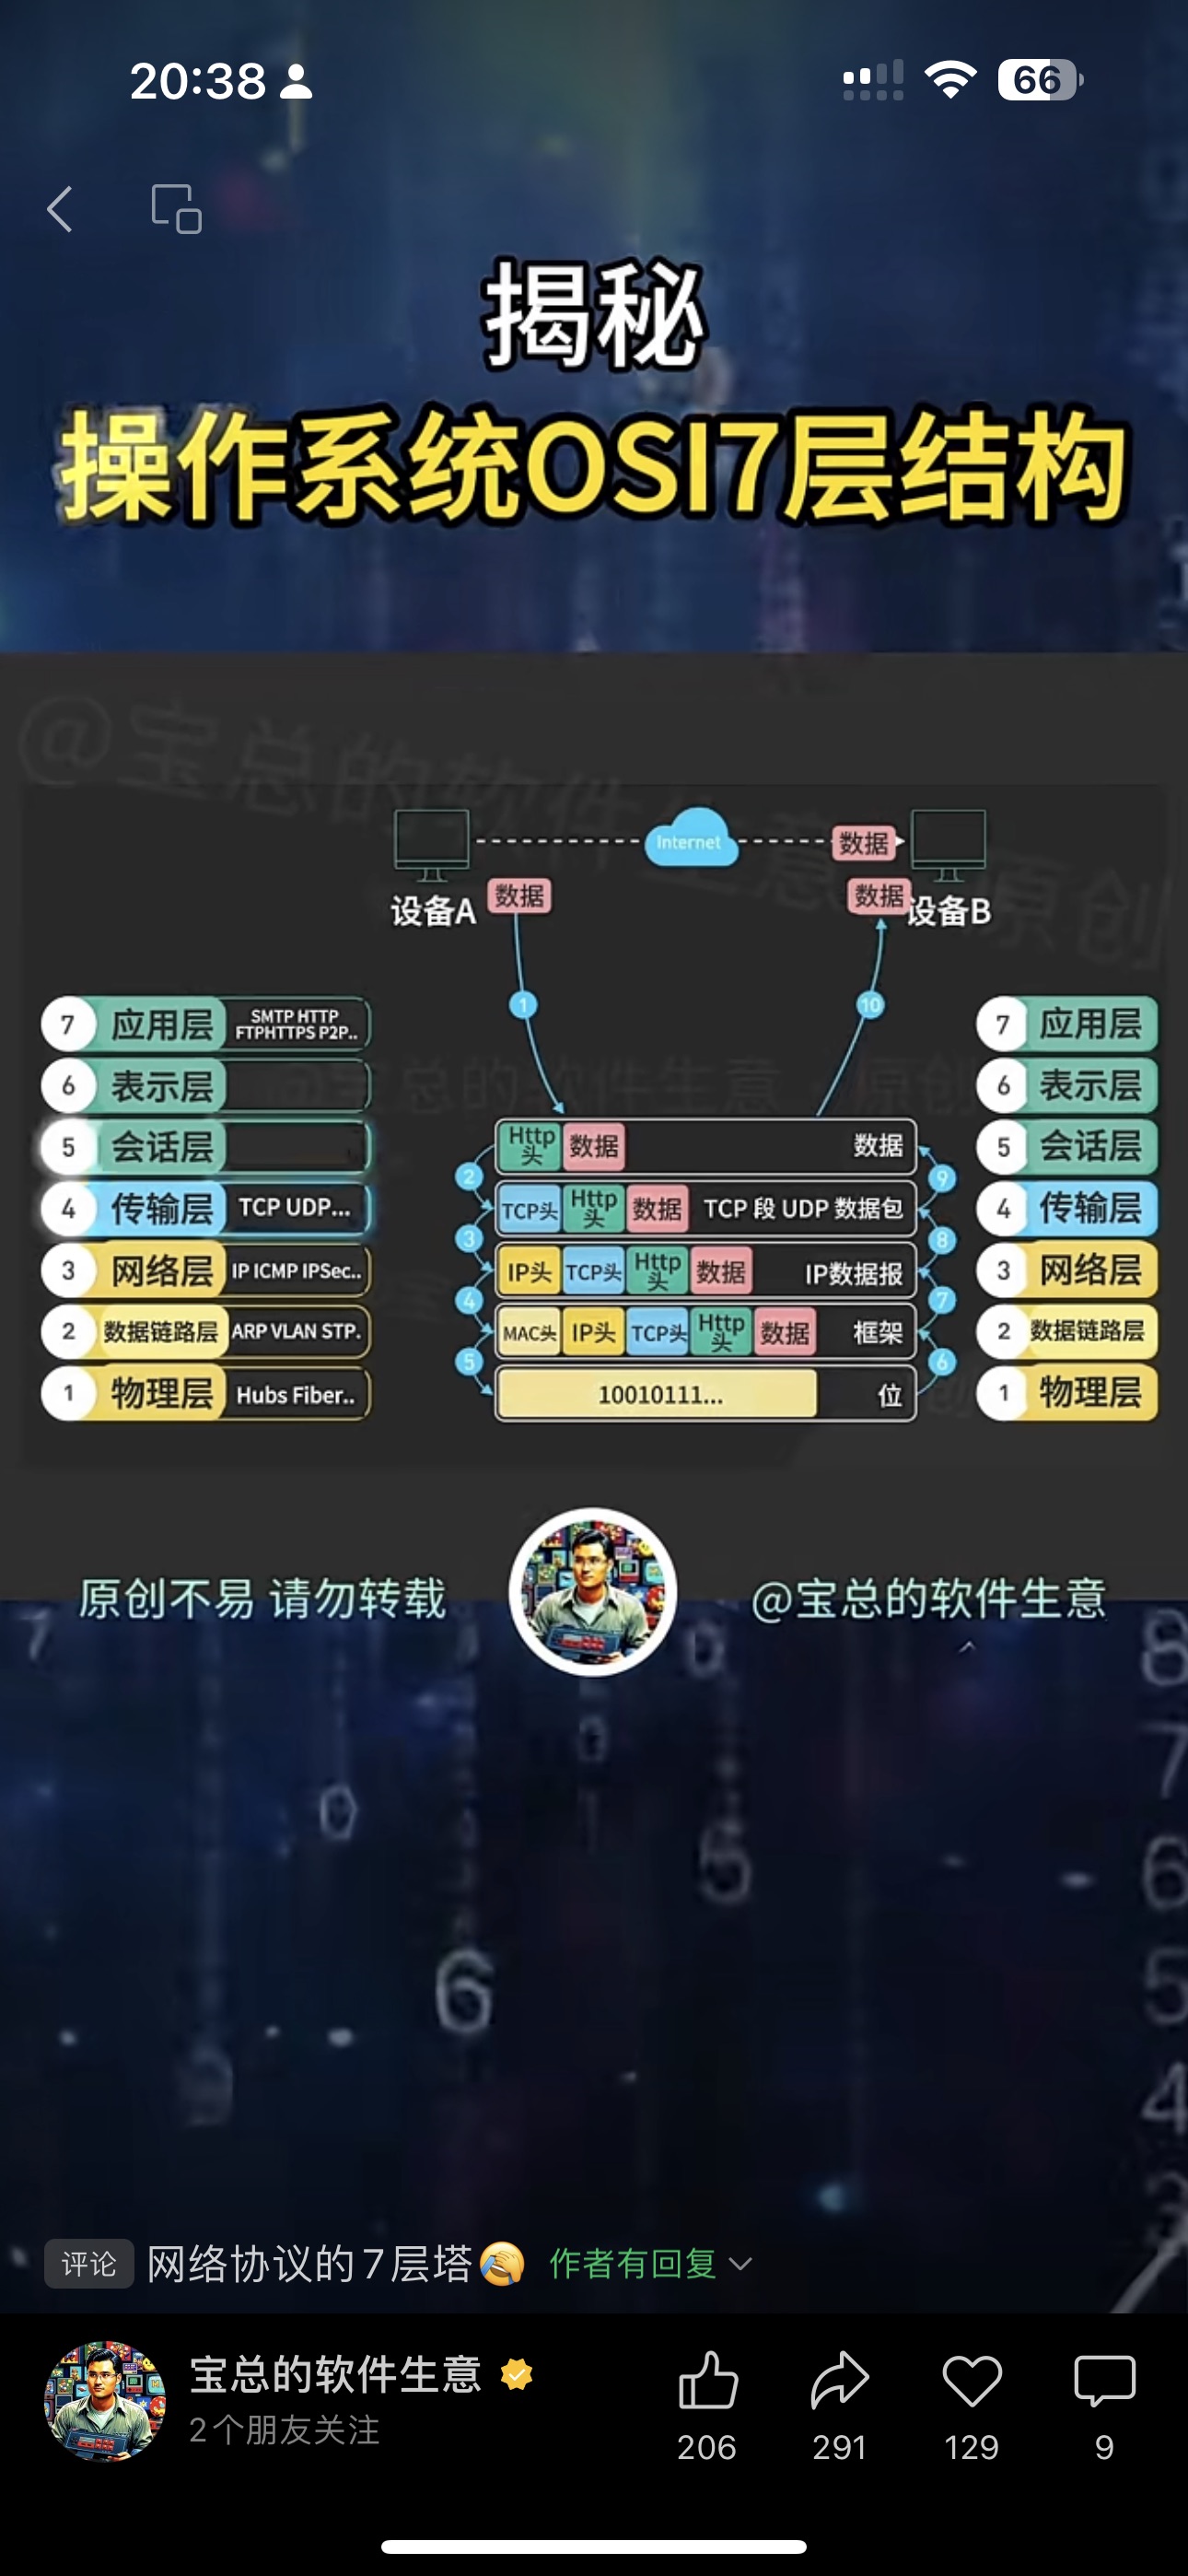 20:38
66
揭秘
操作系统OSI7层结构
@宝总的软件生意 原创
Internet
数据
设备A
数据
数据
设备B
1
10
7 应用层 SMTP HTTP
FTPHTTPS P2P..
6 表示层
5 会话层
4 传输层 TCP UDP...
3 网络层 IP ICMP IPSec..
2 数据链路层 ARP VLAN STP.
1 物理层 Hubs Fiber..
Http头 数据 数据
2
9
TCP头 Http头 数据 TCP 段 UDP 数据包
3
8
IP头 TCP头 Http头 数据 IP数据报
4
7
MAC头 IP头 TCP头 Http头 数据 框架
5
6
10010111... 位
7 应用层
6 表示层
5 会话层
4 传输层
3 网络层
2 数据链路层
1 物理层
原创不易 请勿转载
@宝总的软件生意
评论 网络协议的7层塔 作者有回复
宝总的软件生意
2个朋友关注
206
291
129
9